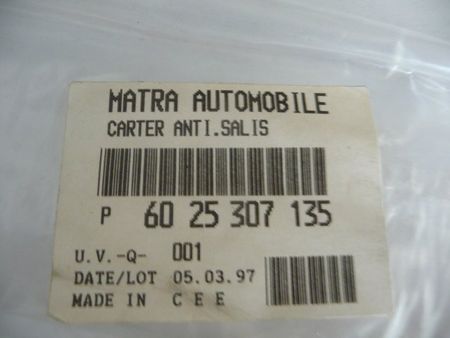 MATRA AUTOMOBILE
CARTER ANTI.SALIS
P 60 25 307 135
U.V.-Q- 001
DATE/LOT 05.03.97
MADE IN C E E